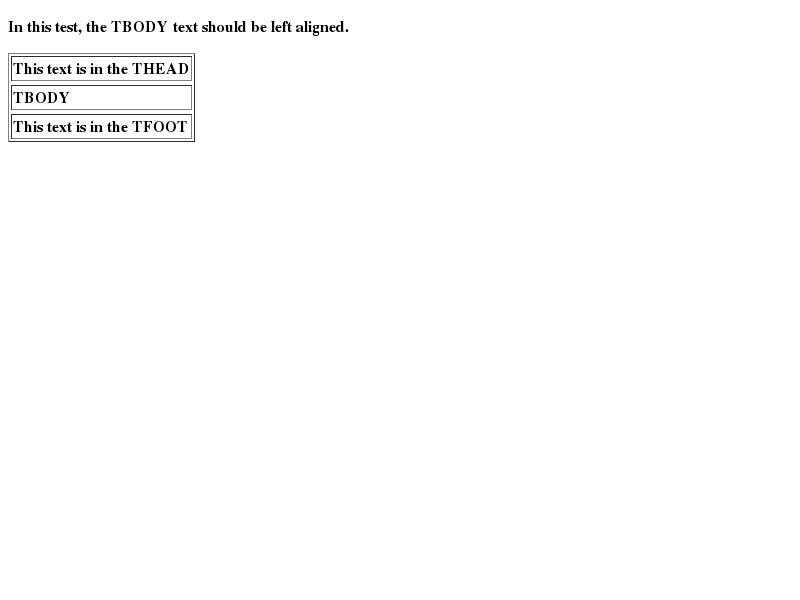 In this test, the TBODY text should be left aligned.
This text is in the THEAD
TBODY
This text is in the TFOOT